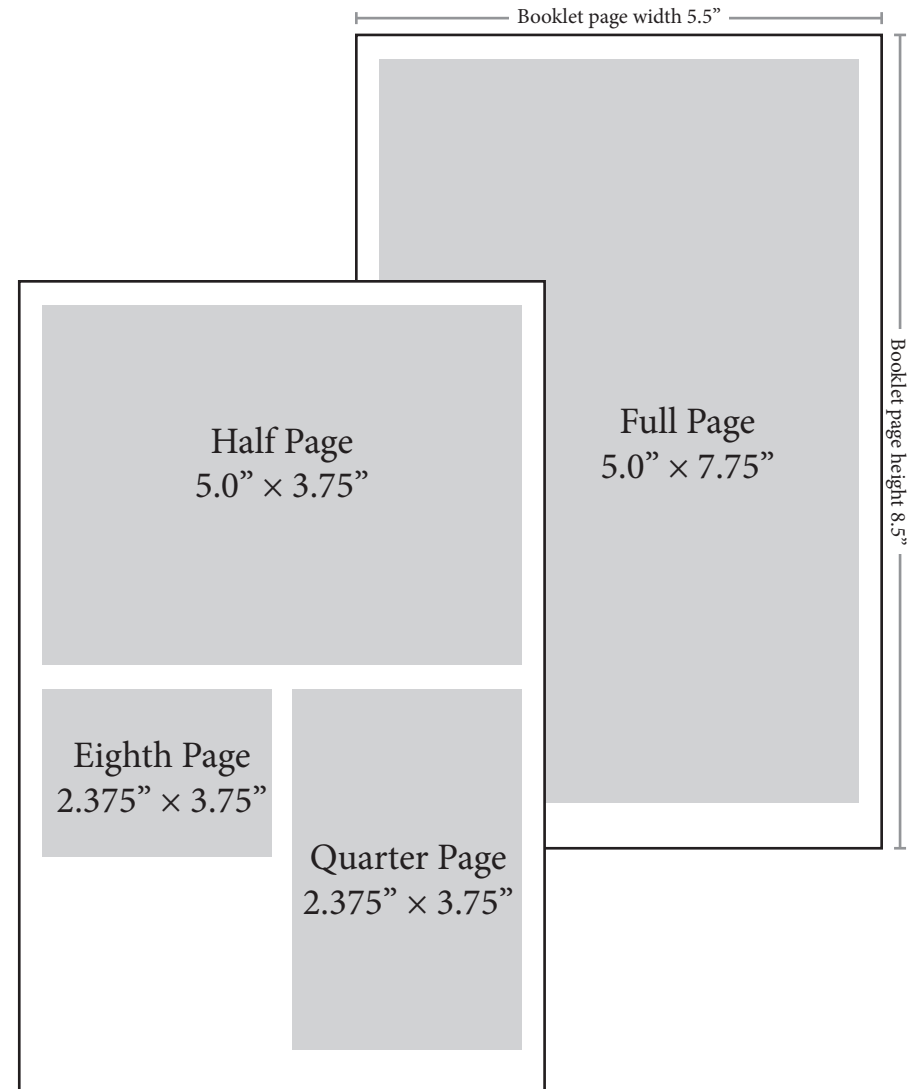 Booklet page width 5.5”
Booklet page height 8.5”
Full Page
5.0” × 7.75”
Half Page
5.0” × 3.75”
Eighth Page
2.375” × 3.75”
Quarter Page
2.375” × 3.75”